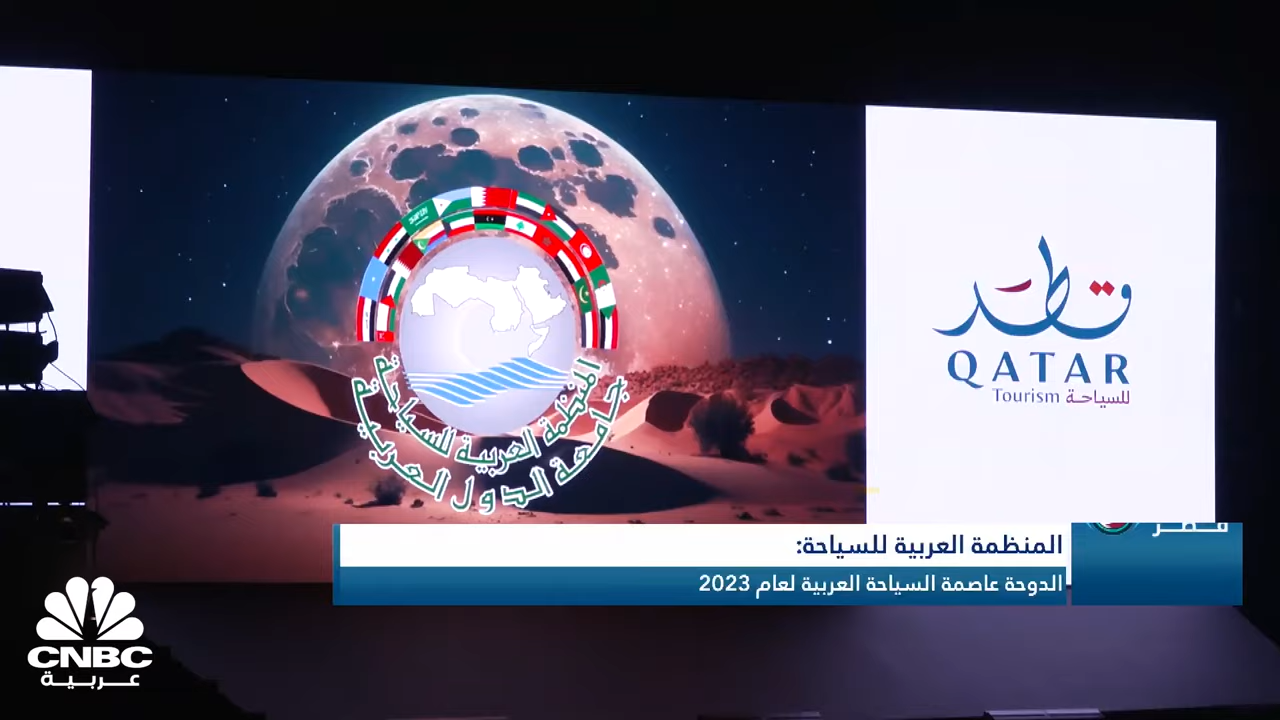 المنظمة العربية للسياحة
جامعة الدول العربية
قطر
QATAR
Tourism للسياحة
قطر
المنظمة العربية للسياحة:
الدوحة عاصمة السياحة العربية لعام 2023
CNBC
عربية